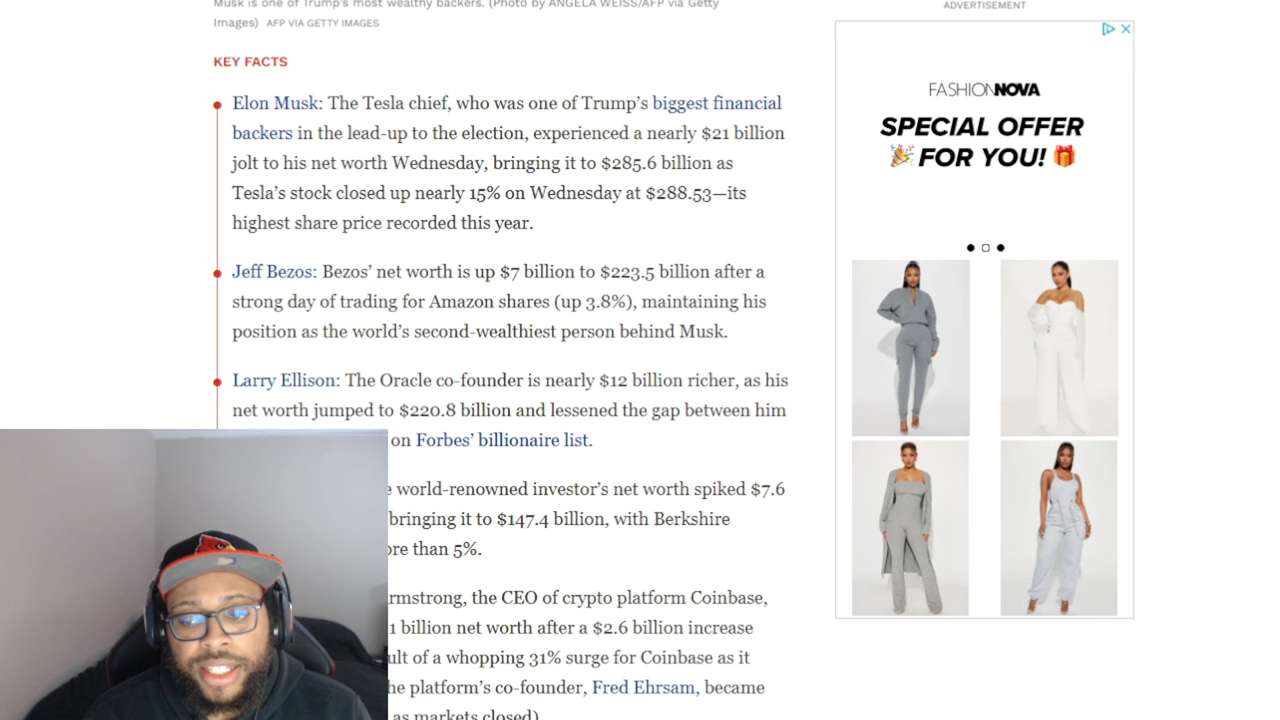 Musk is one of Trump's most wealthy backers. (Photo by ANGELA WEISS/AFP via Getty
Images) AFP VIA GETTY IMAGES
KEY FACTS
Elon Musk: The Tesla chief, who was one of Trump's biggest financial
backers in the lead-up to the election, experienced a nearly $21 billion
jolt to his net worth Wednesday, bringing it to $285.6 billion as
Tesla's stock closed up nearly 15% on Wednesday at $288.53—its
highest share price recorded this year.
Jeff Bezos: Bezos' net worth is up $7 billion to $223.5 billion after a
strong day of trading for Amazon shares (up 3.8%), maintaining his
position as the world's second-wealthiest person behind Musk.
Larry Ellison: The Oracle co-founder is nearly $12 billion richer, as his
net worth jumped to $220.8 billion and lessened the gap between him
on Forbes' billionaire list.
world-renowned investor's net worth spiked $7.6
bringing it to $147.4 billion, with Berkshire
than 5%.
rmstrong, the CEO of crypto platform Coinbase,
1 billion net worth after a $2.6 billion increase
ult of a whopping 31% surge for Coinbase as it
he platform's co-founder, Fred Ehrsam, became
as markets closed)
ADVERTISEMENT
FASHIONNOVA
SPECIAL OFFER
FOR YOU!